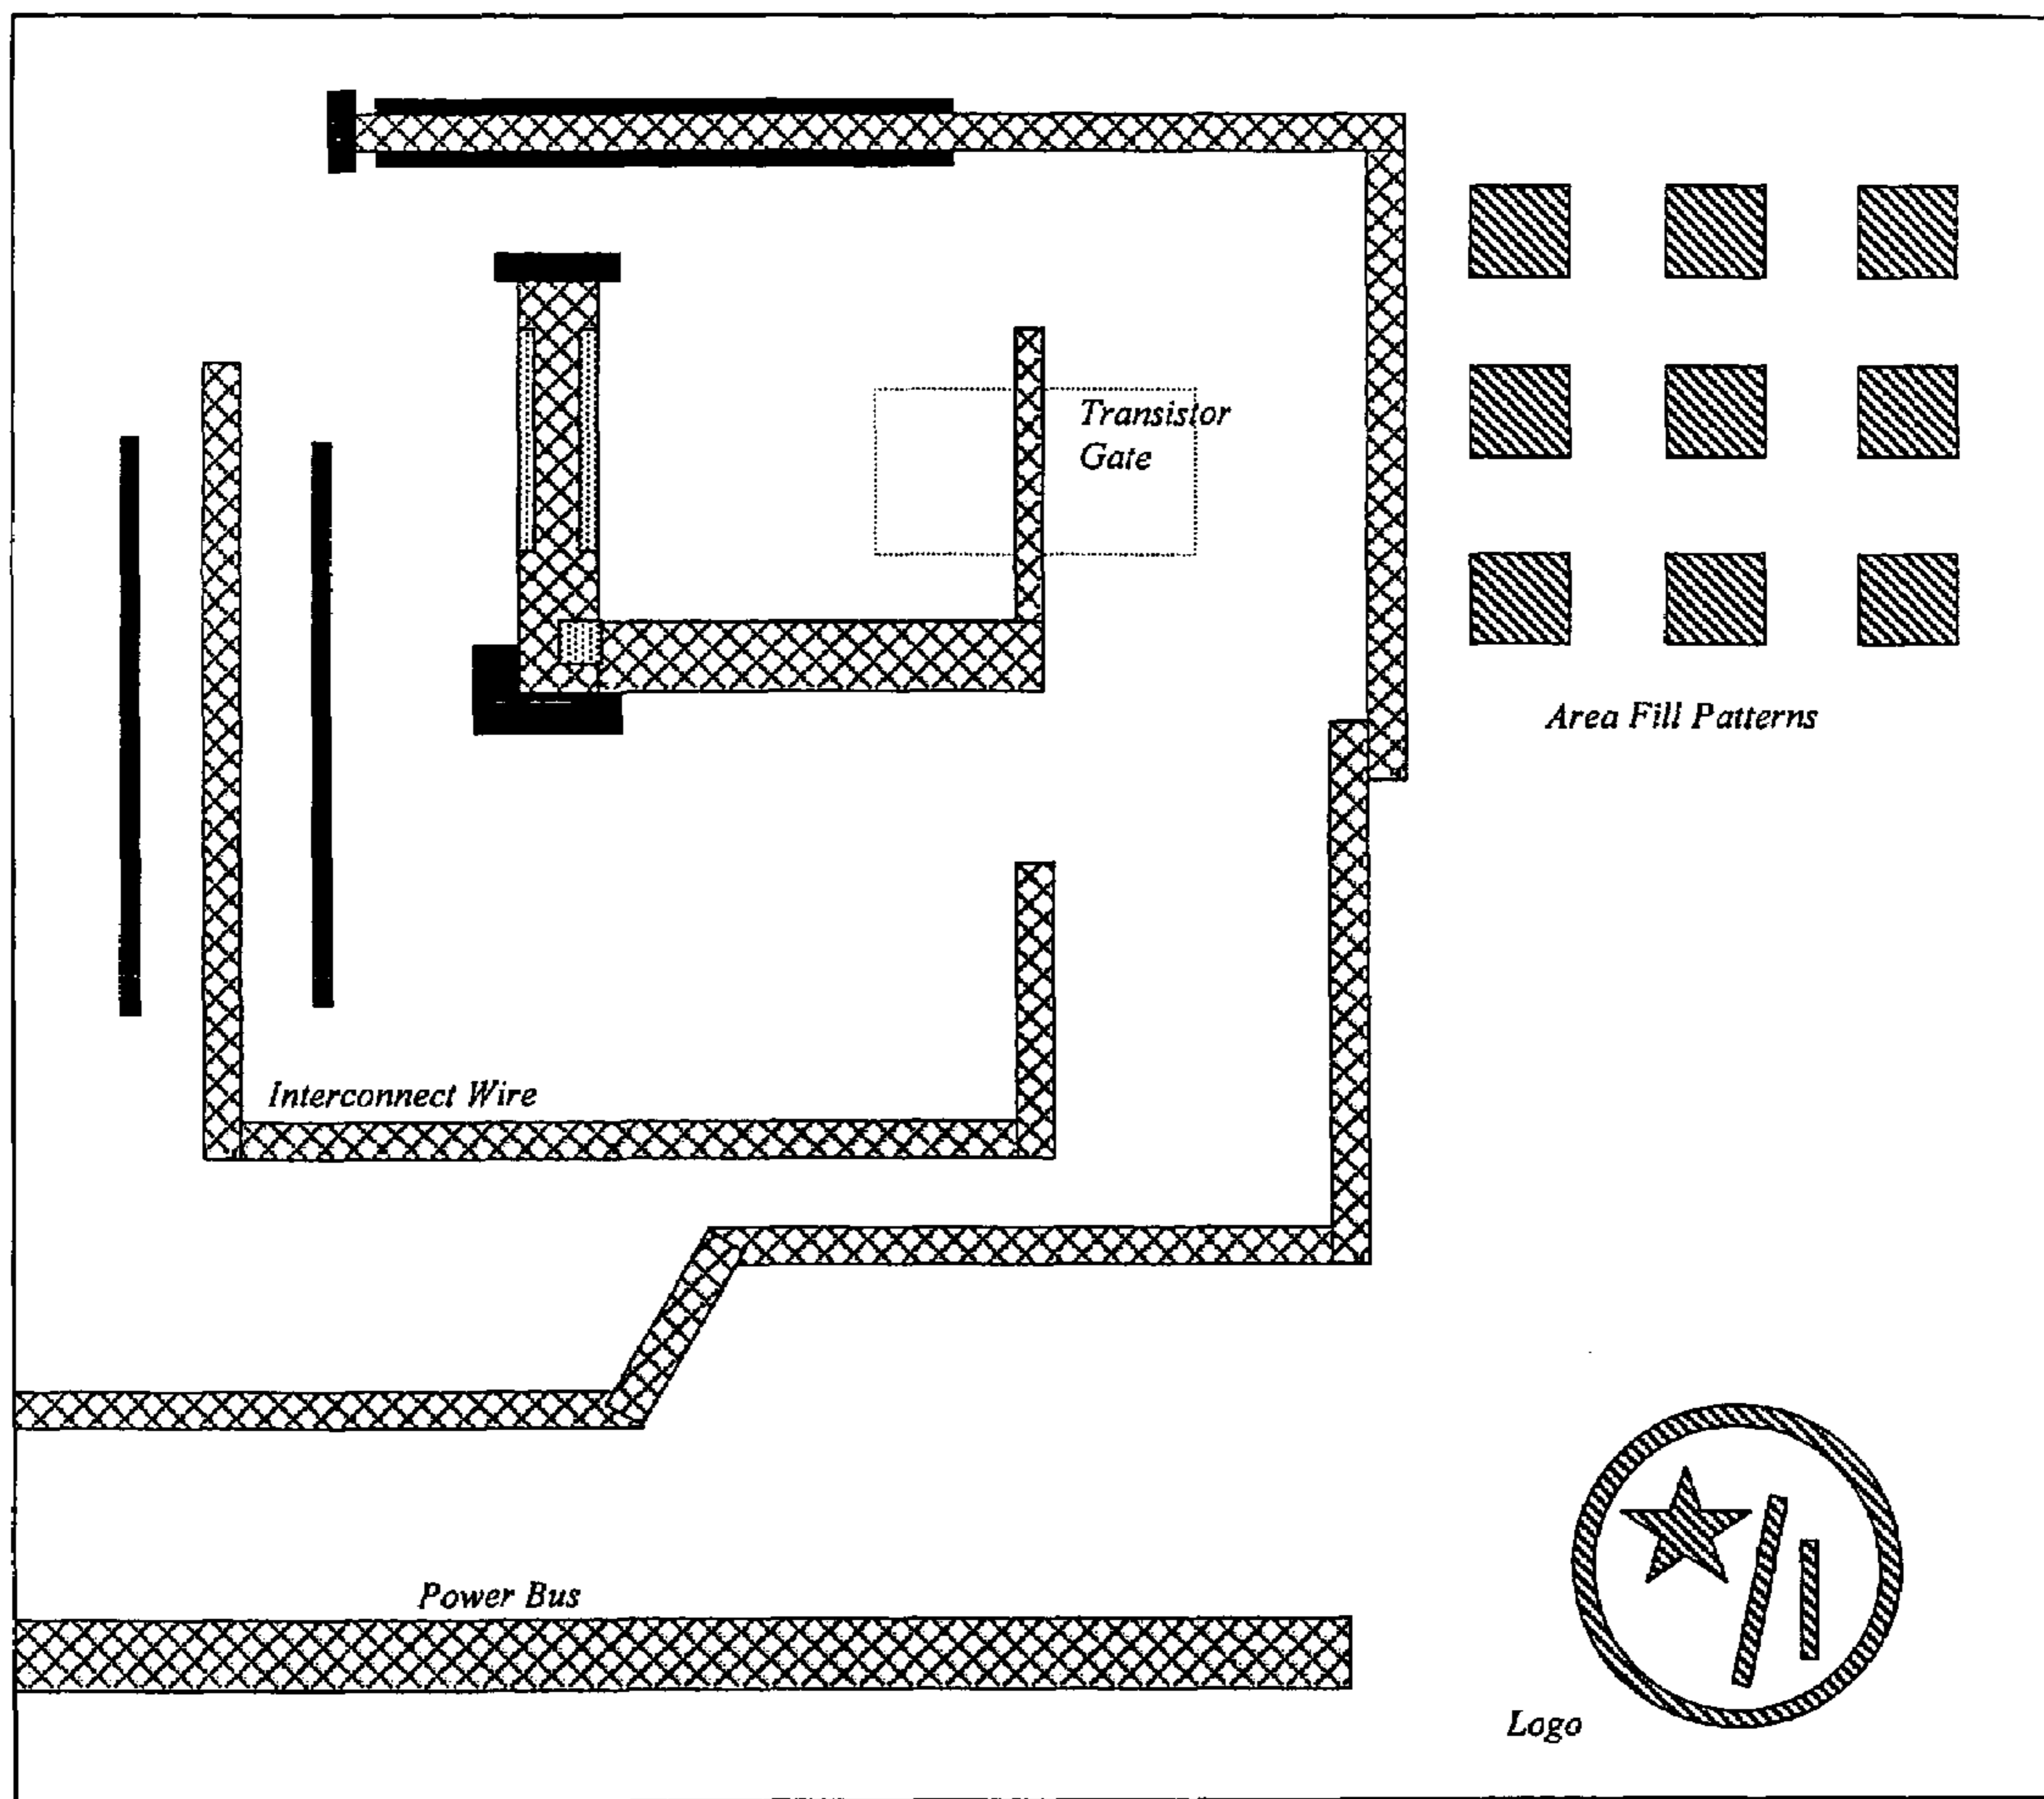 Transistor
Gate
Area Fill Patterns
Interconnect Wire
Power Bus
Logo